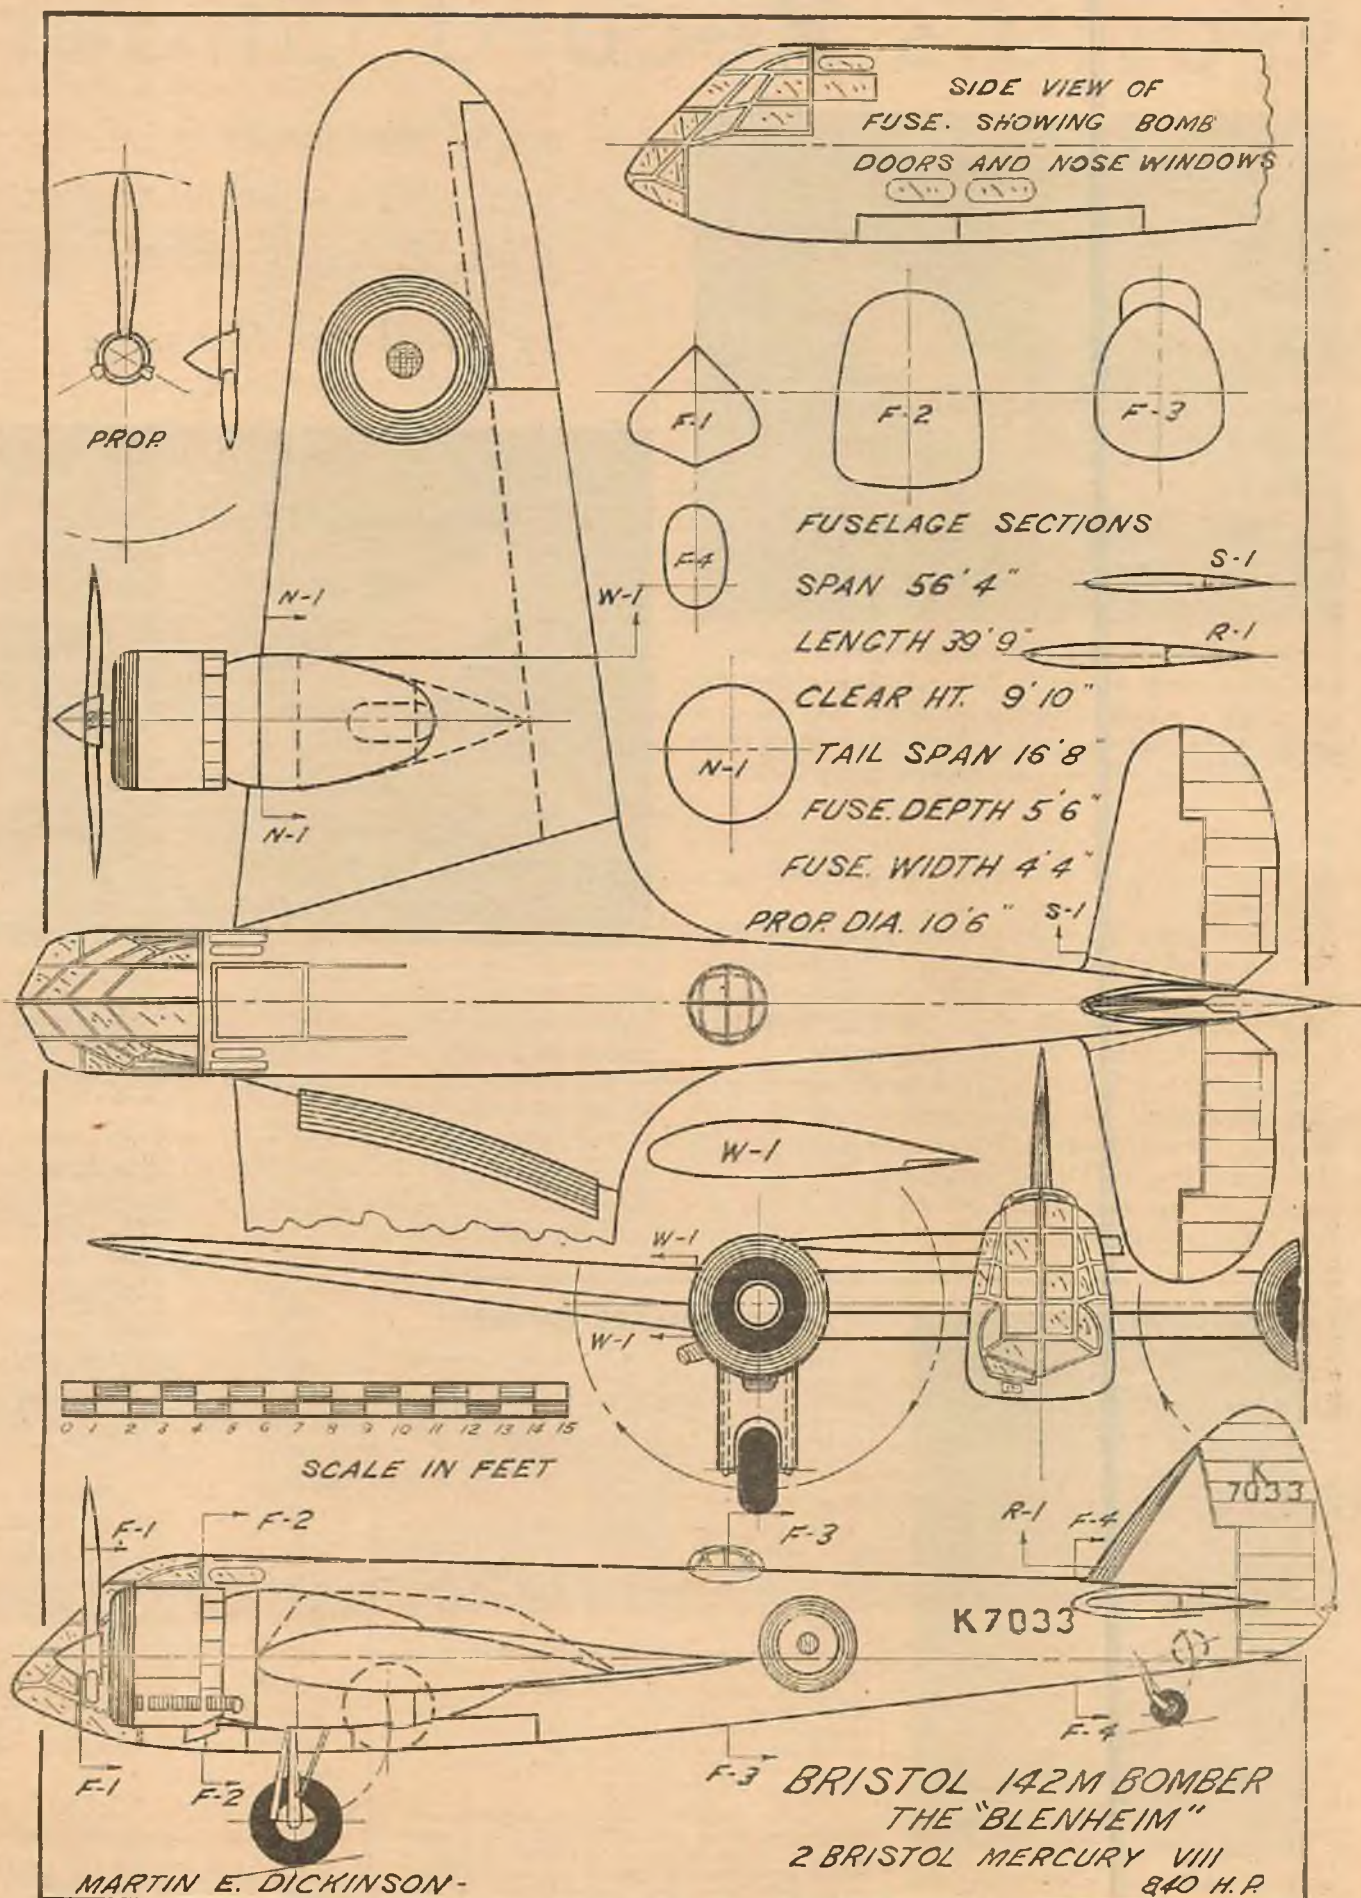 SIDE VIEW OF
FUSE. SHOWING BOMB
DOORS AND NOSE WINDOWS
PROP.
F-1
F-2
F-3
F-4
FUSELAGE SECTIONS
S-1
SPAN 56'4"
R-1
LENGTH 39'9"
CLEAR HT. 9'10"
N-1
TAIL SPAN 16'8"
FUSE. DEPTH 5'6"
FUSE. WIDTH 4'4"
PROP. DIA. 10'6"
S-1
N-1
W-1
N-1
W-1
W-1
W-1
0 1 2 3 4 5 6 7 8 9 10 11 12 13 14 15
SCALE IN FEET
K
7033
F-1
F-2
F-3
R-1
F-4
K7033
F-1
F-2
F-3
F-4
BRISTOL 142M BOMBER
THE "BLENHEIM"
2 BRISTOL MERCURY VIII
840 H.P.
MARTIN E. DICKINSON-